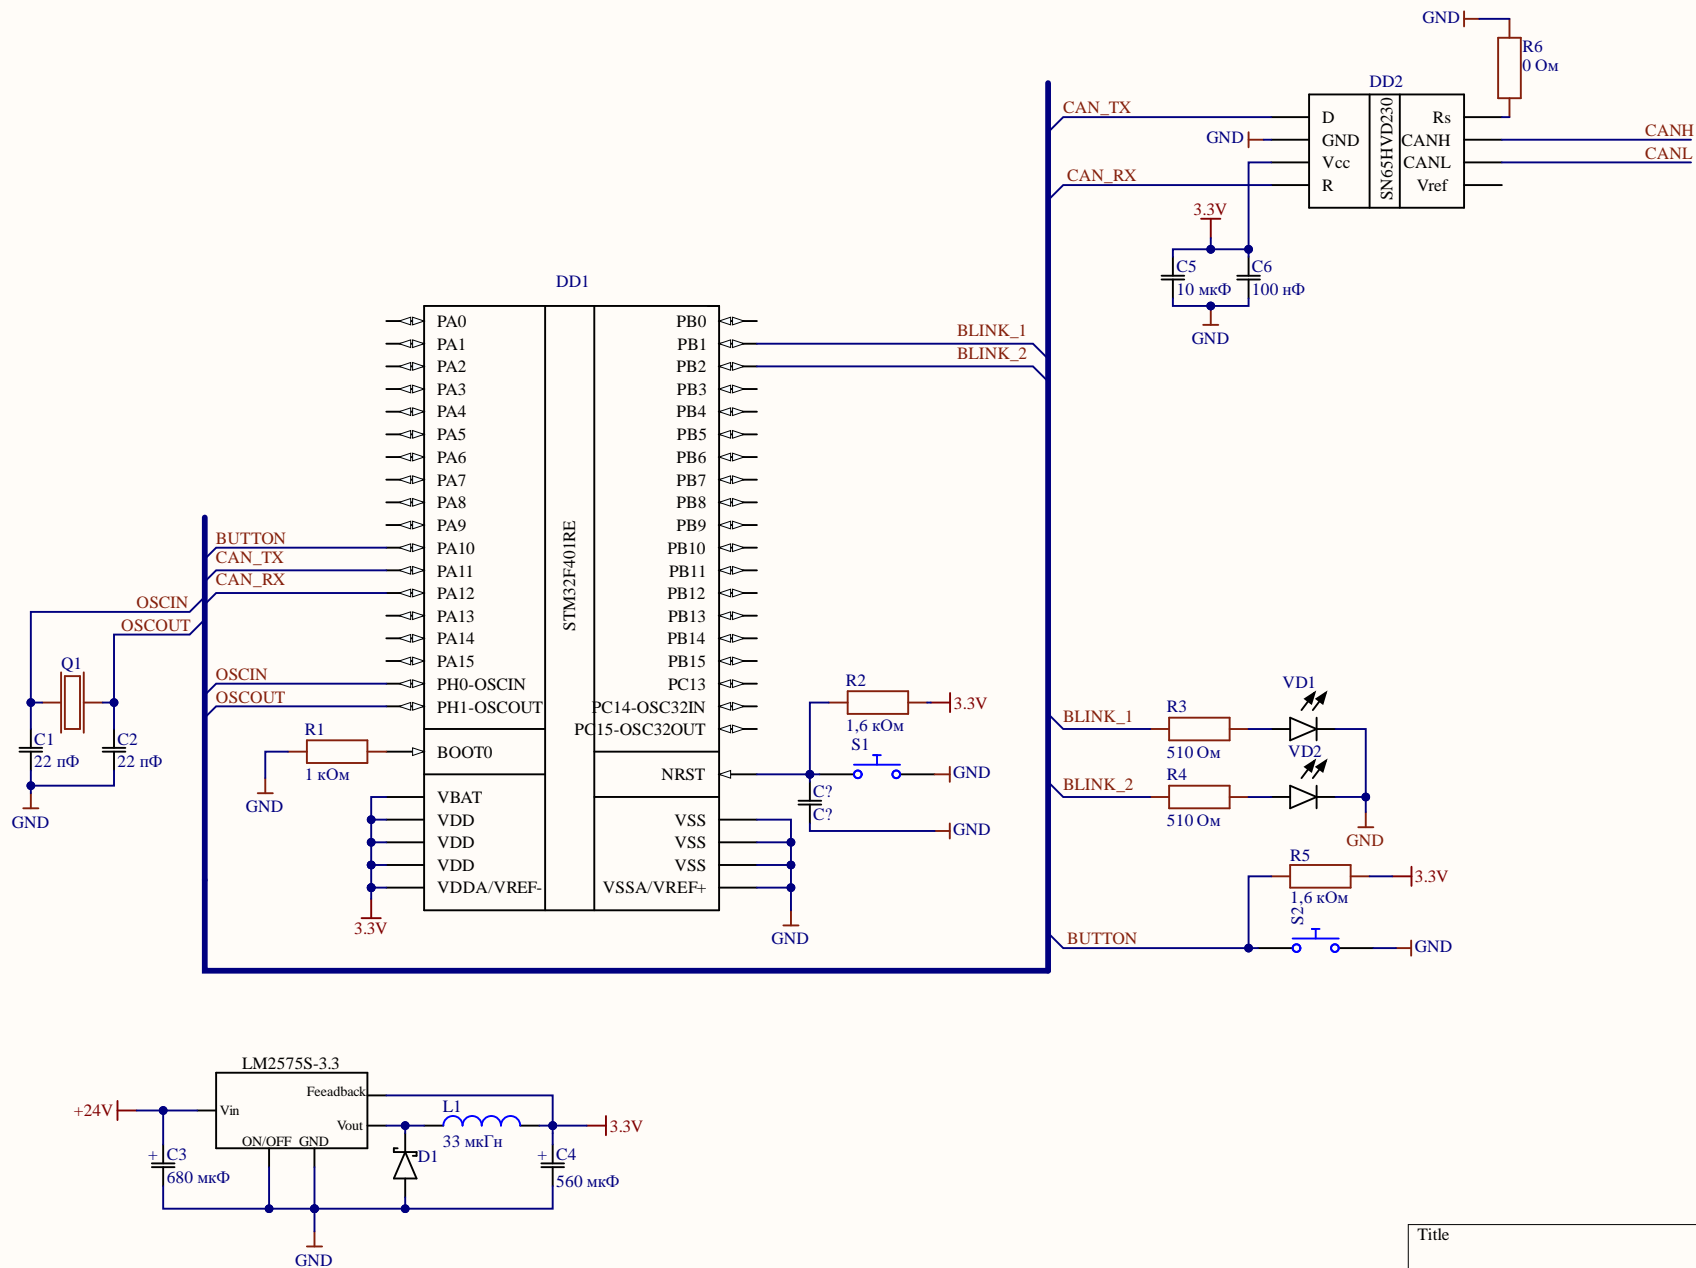 GND
R6
0 Ом
DD2
CAN_TX
D
GND
GND
Vcc
CAN_RX
R
SN65HVD230
Rs
CANH
CANL
Vref
CANH
CANL
3.3V
C5
10 мкФ
C6
100 нФ
GND
DD1
PA0
PA1
PA2
PA3
PA4
PA5
PA6
PA7
PA8
PA9
PA10
PA11
PA12
PA13
PA14
PA15
PH0-OSCIN
PH1-OSCOUT
BOOT0
VBAT
VDD
VDD
VDD
VDDA/VREF-
STM32F401RE
PB0
PB1
PB2
PB3
PB4
PB5
PB6
PB7
PB8
PB9
PB10
PB11
PB12
PB13
PB14
PB15
PC13
PC14-OSC32IN
PC15-OSC32OUT
NRST
VSS
VSS
VSS
VSSA/VREF+
BLINK_1
BLINK_2
BUTTON
CAN_TX
CAN_RX
OSCIN
OSCOUT
OSCIN
OSCOUT
Q1
C1
22 пФ
C2
22 пФ
GND
R1
1 кОм
GND
3.3V
R2
1,6 кОм
3.3V
S1
GND
C?
C?
GND
GND
BLINK_1
R3
510 Ом
VD1
VD2
BLINK_2
R4
510 Ом
GND
R5
1,6 кОм
3.3V
S2
BUTTON
GND
LM2575S-3.3
+24V
Vin
Feeadback
Vout
ON/OFF GND
C3
+
680 мкФ
D1
L1
33 мкГн
3.3V
C4
+
560 мкФ
GND
Title